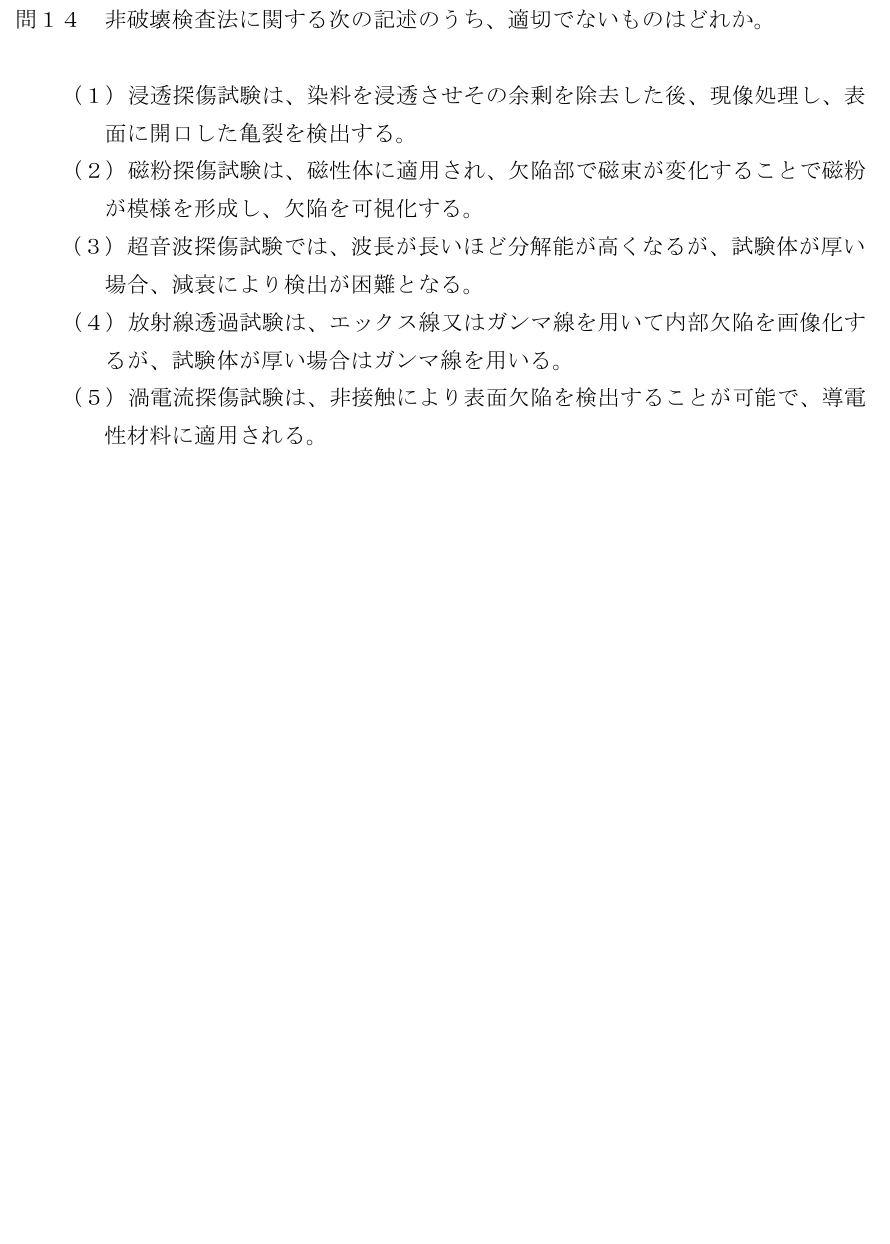 問１４　非破壊検査法に関する次の記述のうち、適切でないものはどれか。
（１）浸透探傷試験は、染料を浸透させその余剰を除去した後、現像処理し、表
面に開口した亀裂を検出する。
（２）磁粉探傷試験は、磁性体に適用され、欠陥部で磁束が変化することで磁粉
が模様を形成し、欠陥を可視化する。
（３）超音波探傷試験では、波長が長いほど分解能が高くなるが、試験体が厚い
場合、減衰により検出が困難となる。
（４）放射線透過試験は、エックス線又はガンマ線を用いて内部欠陥を画像化す
るが、試験体が厚い場合はガンマ線を用いる。
（５）渦電流探傷試験は、非接触により表面欠陥を検出することが可能で、導電
性材料に適用される。